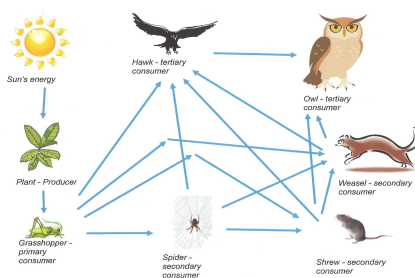 Sun's energy
Hawk - tertiary
consumer
Owl - tertiary
consumer
Plant - Producer
Weasel - secondary
consumer
Grasshopper -
primary
consumer
Spider -
secondary
consumer
Shrew - secondary
consumer